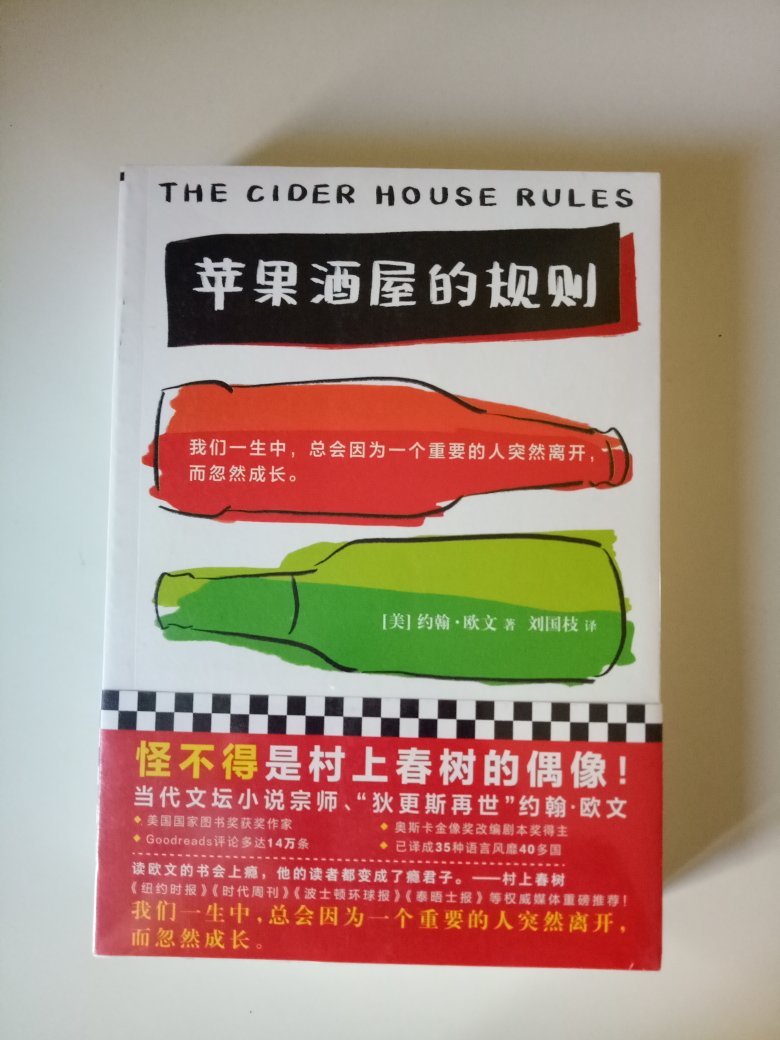 THE CIDER HOUSE RULES
苹果酒屋的规则
我们一生中，总会因为一个重要的人突然离开，
而忽然成长。
[美] 约翰·欧文 著 刘国枝 译
怪不得是村上春树的偶像！
当代文坛小说宗师、“狄更斯再世”约翰·欧文
◆ 美国国家图书奖获奖作家 ◆ 奥斯卡金像奖改编剧本奖得主
◆ Goodreads评论多达14万条 ◆ 已译成35种语言风靡40多国
读欧文的书会上瘾，他的读者都变成了瘾君子。——村上春树
《纽约时报》《时代周刊》《波士顿环球报》《泰晤士报》等权威媒体重磅推荐！
我们一生中，总会因为一个重要的人突然离开，
而忽然成长。